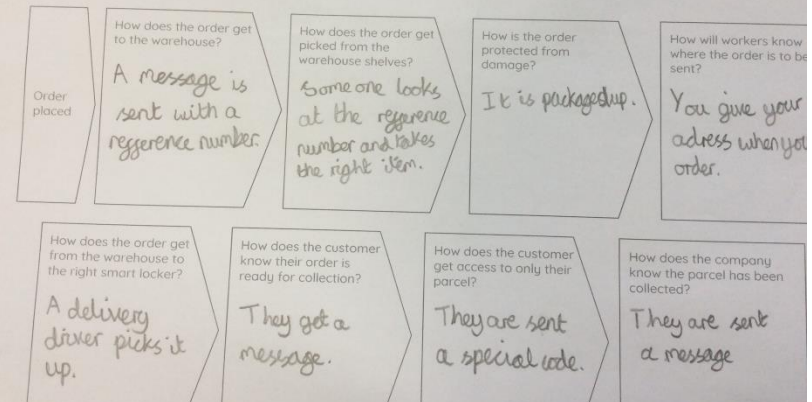 Order
placed
How does the order get
to the warehouse?
A message is
sent with a
refference number.
How does the order get
picked from the
warehouse shelves?
Someone looks
at the refference
number and takes
the right item.
How is the order
protected from
damage?
It is packagedup.
How will workers know
where the order is to be
sent?
You give your
adress when you
order.
How does the order get
from the warehouse to
the right smart locker?
A delivery
driver picks it
up.
How does the customer
know their order is
ready for collection?
They get a
message.
How does the customer
get access to only their
parcel?
They are sent
a special code.
How does the company
know the parcel has been
collected?
They are sent
a message